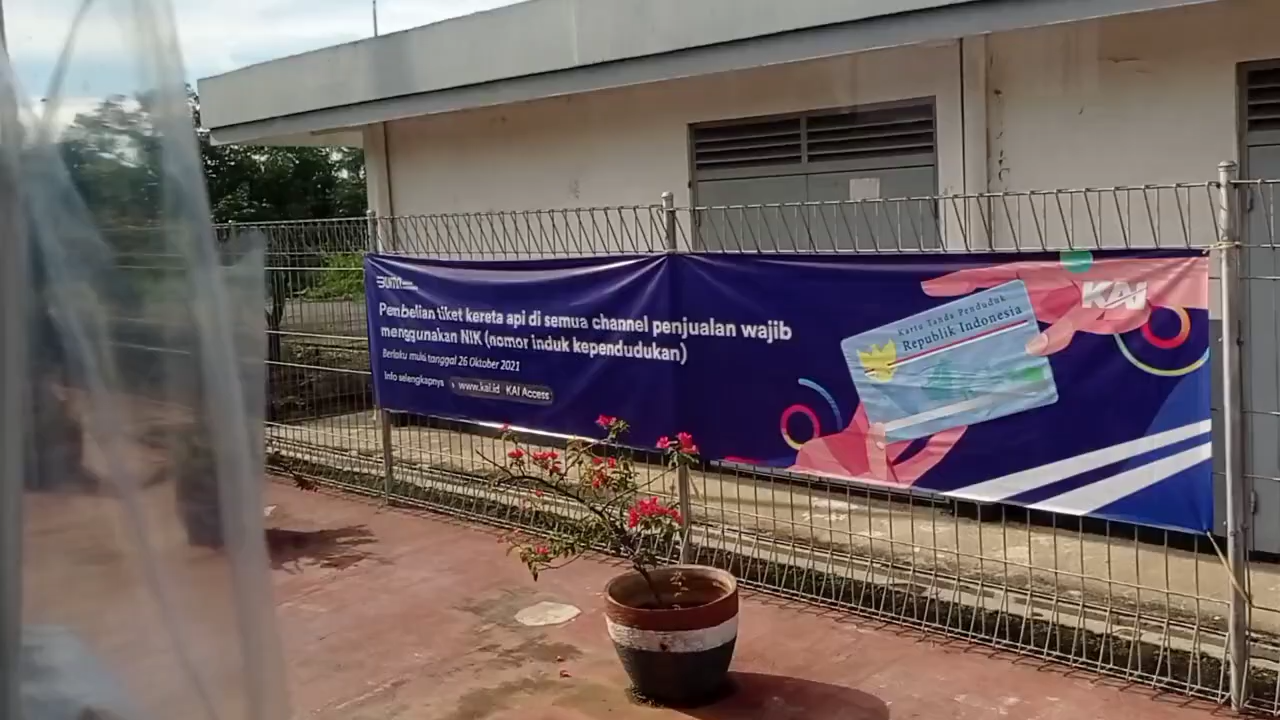 BUMN
Pembelian tiket kereta api di semua channel penjualan wajib
menggunakan NIK (nomor induk kependudukan)
Berlaku mulai tanggal 26 Oktober 2021
Info selengkapnya
www.kai.id
KAI Access
Kartu Tanda Penduduk
Republik Indonesia
KAI